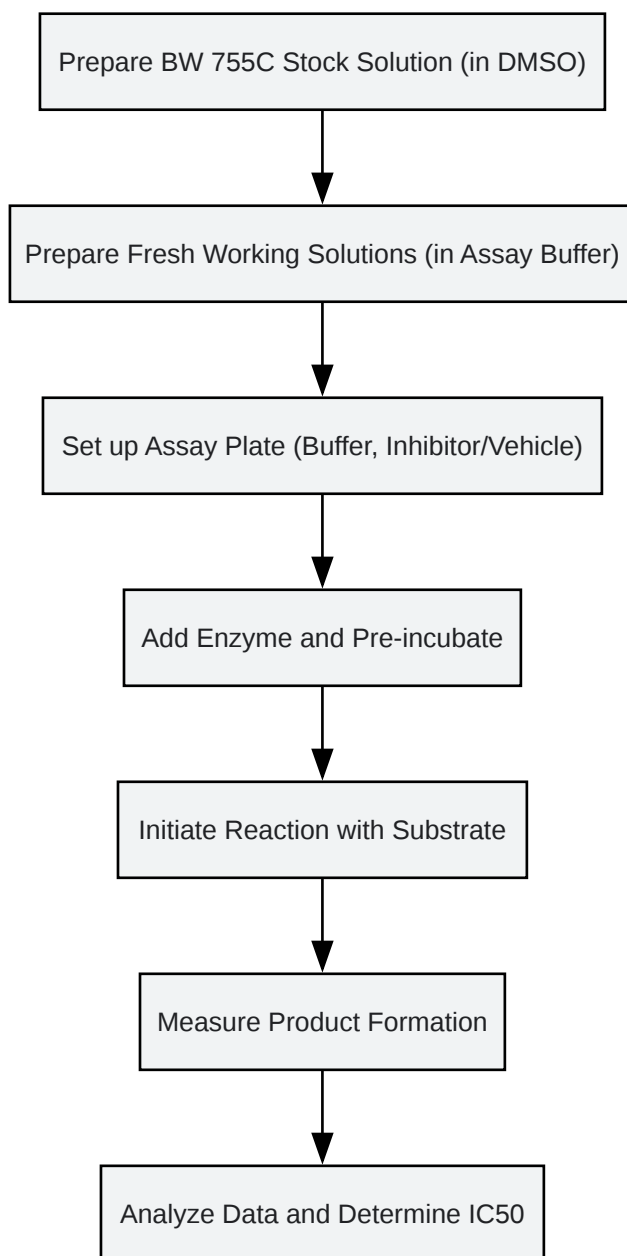 Prepare BW 755C Stock Solution (in DMSO)
Prepare Fresh Working Solutions (in Assay Buffer)
Set up Assay Plate (Buffer, Inhibitor/Vehicle)
Add Enzyme and Pre-incubate
Initiate Reaction with Substrate
Measure Product Formation
Analyze Data and Determine IC50